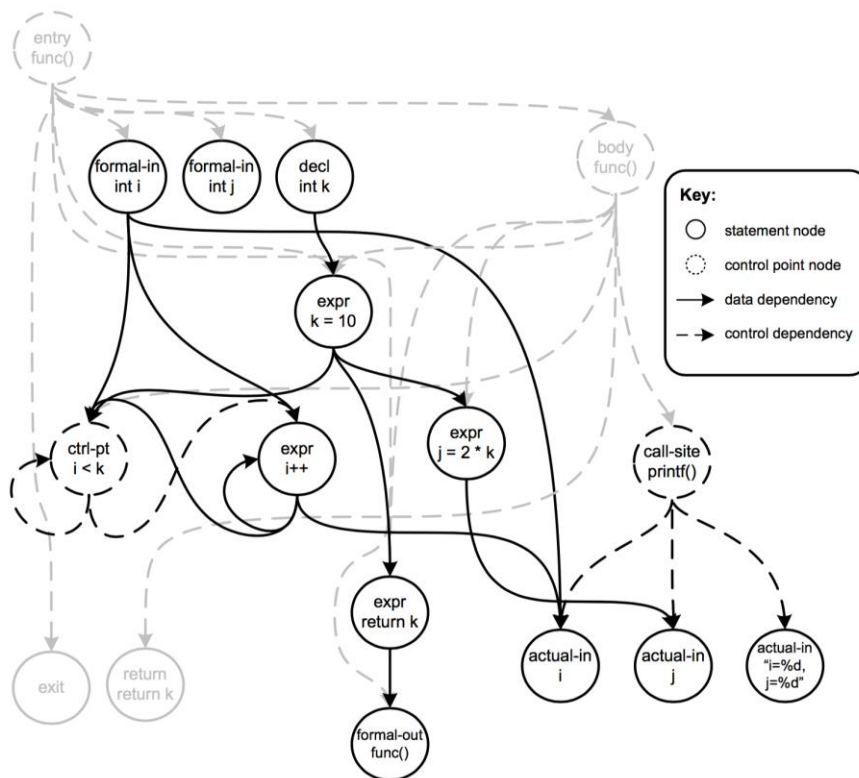 entry
func()
formal-in
int i
formal-in
int j
decl
int k
body
func()
Key:
statement node
control point node
data dependency
control dependency
expr
k = 10
ctrl-pt
i < k
expr
i++
expr
j = 2 * k
call-site
printf()
expr
return k
exit
return
return k
actual-in
i
actual-in
j
actual-in
“i=%d,
j=%d”
formal-out
func()